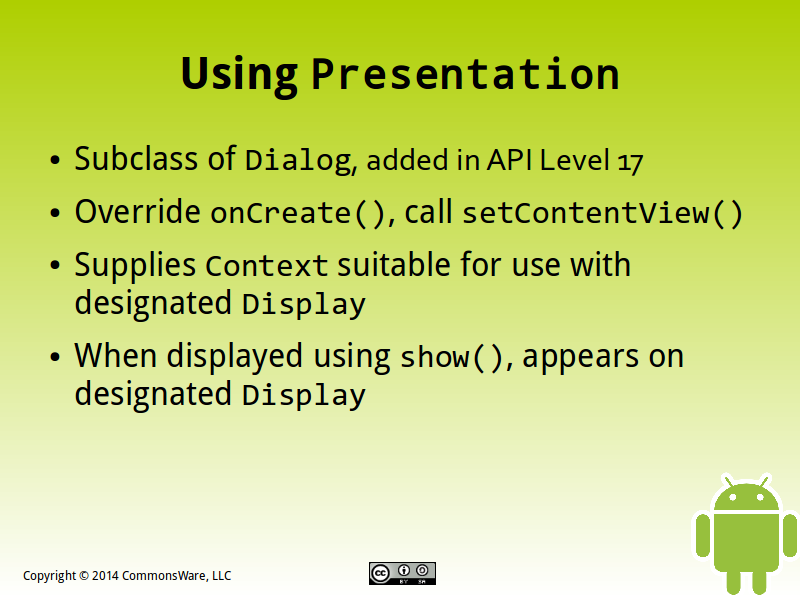 Using Presentation
• Subclass of Dialog, added in API Level 17
• Override onCreate(), call setContentView()
• Supplies Context suitable for use with
designated Display
• When displayed using show(), appears on
designated Display
Copyright © 2014 CommonsWare, LLC
cc BY SA